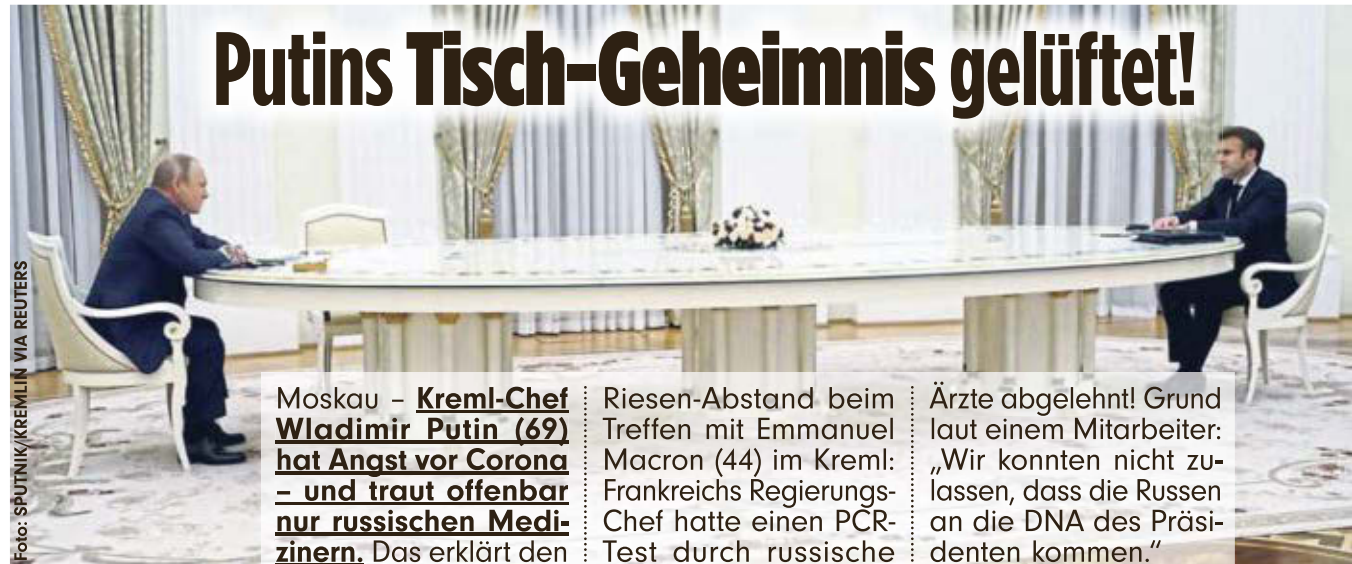 Putins Tisch-Geheimnis gelüftet!
Foto: SPUTNIK/KREMLIN VIA REUTERS
Moskau – Kreml-Chef
Wladimir Putin (69)
hat Angst vor Corona
– und traut offenbar
nur russischen Medi-
zinern. Das erklärt den
Riesen-Abstand beim
Treffen mit Emmanuel
Macron (44) im Kreml:
Frankreichs Regierungs-
Chef hatte einen PCR-
Test durch russische
Ärzte abgelehnt! Grund
laut einem Mitarbeiter:
„Wir konnten nicht zu-
lassen, dass die Russen
an die DNA des Präsi-
denten kommen.“